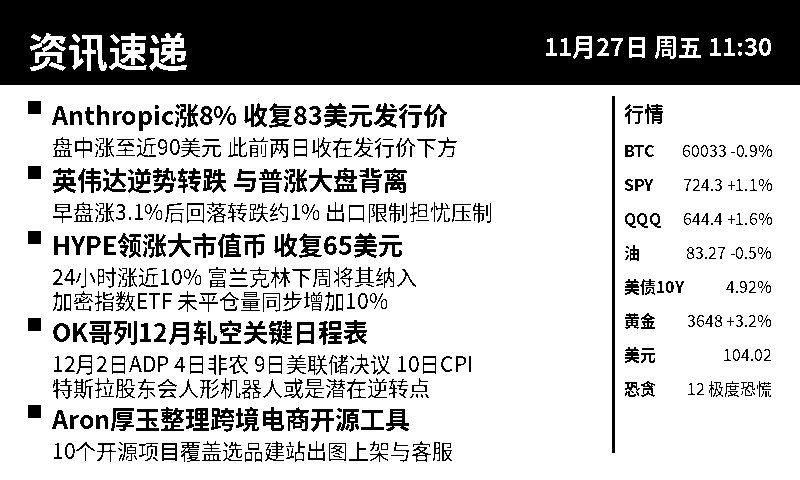 资讯速递
11月27日 周五 11:30
Anthropic涨8% 收复83美元发行价
盘中涨至近90美元 此前两日收在发行价下方
英伟达逆势转跌 与普涨大盘背离
早盘涨3.1%后回落转跌约1% 出口限制担忧压制
HYPE领涨大市值币 收复65美元
24小时涨近10% 富兰克林下周将其纳入
加密指数ETF 未平仓量同步增加10%
OK哥列12月轧空关键日程表
12月2日ADP 4日非农 9日美联储决议 10日CPI
特斯拉股东会人形机器人或是潜在逆转点
Aron厚玉整理跨境电商开源工具
10个开源项目覆盖选品建站出图上架与客服
行情
BTC 60033 -0.9%
SPY 724.3 +1.1%
QQQ 644.4 +1.6%
油 83.27 -0.5%
美债10Y 4.92%
黄金 3648 +3.2%
美元 104.02
恐贪 12 极度恐慌